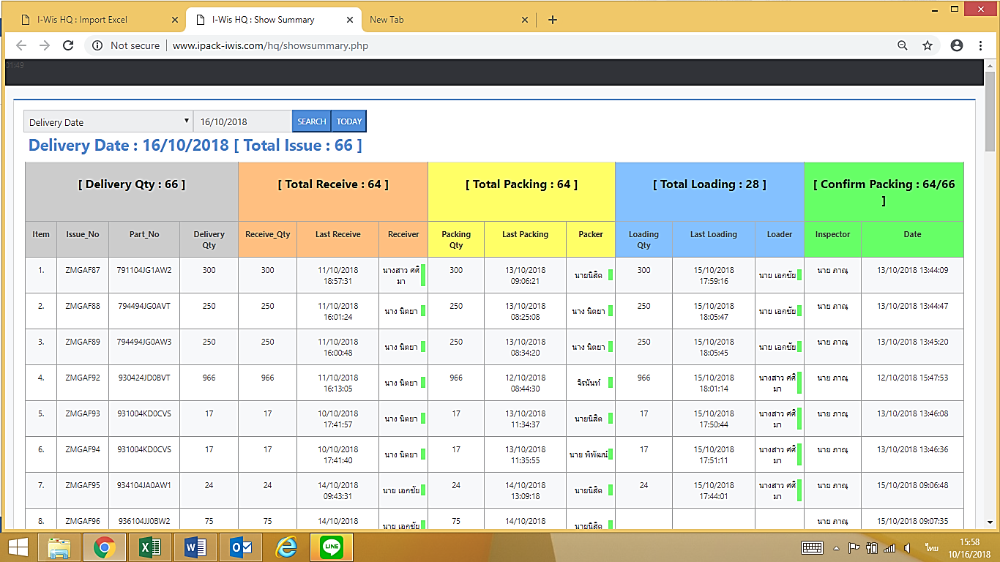 I-Wis HQ : Import Excel
I-Wis HQ : Show Summary
New Tab
Not secure
www.ipack-iwis.com/hq/showsummary.php
01:49
Delivery Date
16/10/2018
SEARCH
TODAY
Delivery Date : 16/10/2018 [ Total Issue : 66 ]
[ Delivery Qty : 66 ] [ Total Receive : 64 ] [ Total Packing : 64 ] [ Total Loading : 28 ] [ Confirm Packing : 64/66 ]
Item Issue_No Part_No Delivery Qty Receive_Qty Last Receive Receiver Packing Qty Last Packing Packer Loading Qty Last Loading Loader Inspector Date
1. ZMGAF87 791104JG1AW2 300 300 11/10/2018 18:57:31 นางสาว ศศิมา 300 13/10/2018 09:06:21 นายนิสิต 300 15/10/2018 17:59:16 นาย เอกชัย นาย ภาณุ 13/10/2018 13:44:09
2. ZMGAF88 794494JG0AVT 250 250 11/10/2018 16:01:24 นาง นิตยา 250 13/10/2018 08:25:08 นาง นิตยา 250 15/10/2018 18:05:47 นาย เอกชัย นาย ภาณุ 13/10/2018 13:44:47
3. ZMGAF89 794494JG0AW3 250 250 11/10/2018 16:00:48 นาง นิตยา 250 13/10/2018 08:34:20 นาง นิตยา 250 15/10/2018 18:05:45 นาย เอกชัย นาย ภาณุ 13/10/2018 13:45:20
4. ZMGAF92 930424JD0BVT 966 966 11/10/2018 16:13:05 นาง นิตยา 966 12/10/2018 08:44:30 จิรนันท์ 966 15/10/2018 18:01:14 นางสาว ศศิมา นาย ภาณุ 12/10/2018 15:47:53
5. ZMGAF93 931004KD0CVS 17 17 10/10/2018 17:41:57 นาง นิตยา 17 13/10/2018 11:34:37 นายนิสิต 17 15/10/2018 17:50:44 นางสาว ศศิมา นาย ภาณุ 13/10/2018 13:46:08
6. ZMGAF94 931004KD0CVS 17 17 10/10/2018 17:41:40 นาง นิตยา 17 13/10/2018 11:35:55 นาย พิพัฒน์ 17 15/10/2018 17:51:11 นางสาว ศศิมา นาย ภาณุ 13/10/2018 13:46:36
7. ZMGAF95 934104JA0AW1 24 24 14/10/2018 09:43:31 นาย เอกชัย 24 14/10/2018 13:09:18 นายนิสิต 24 15/10/2018 17:44:01 นางสาว ศศิมา นาย ภาณุ 15/10/2018 09:06:48
8. ZMGAF96 936104JJ0BW2 75 75 14/10/2018 นาย เอกชัย 75 14/10/2018 นายนิสิต นาย ภาณุ 15/10/2018 09:07:35
LINE
ไทย
15:58
10/16/2018